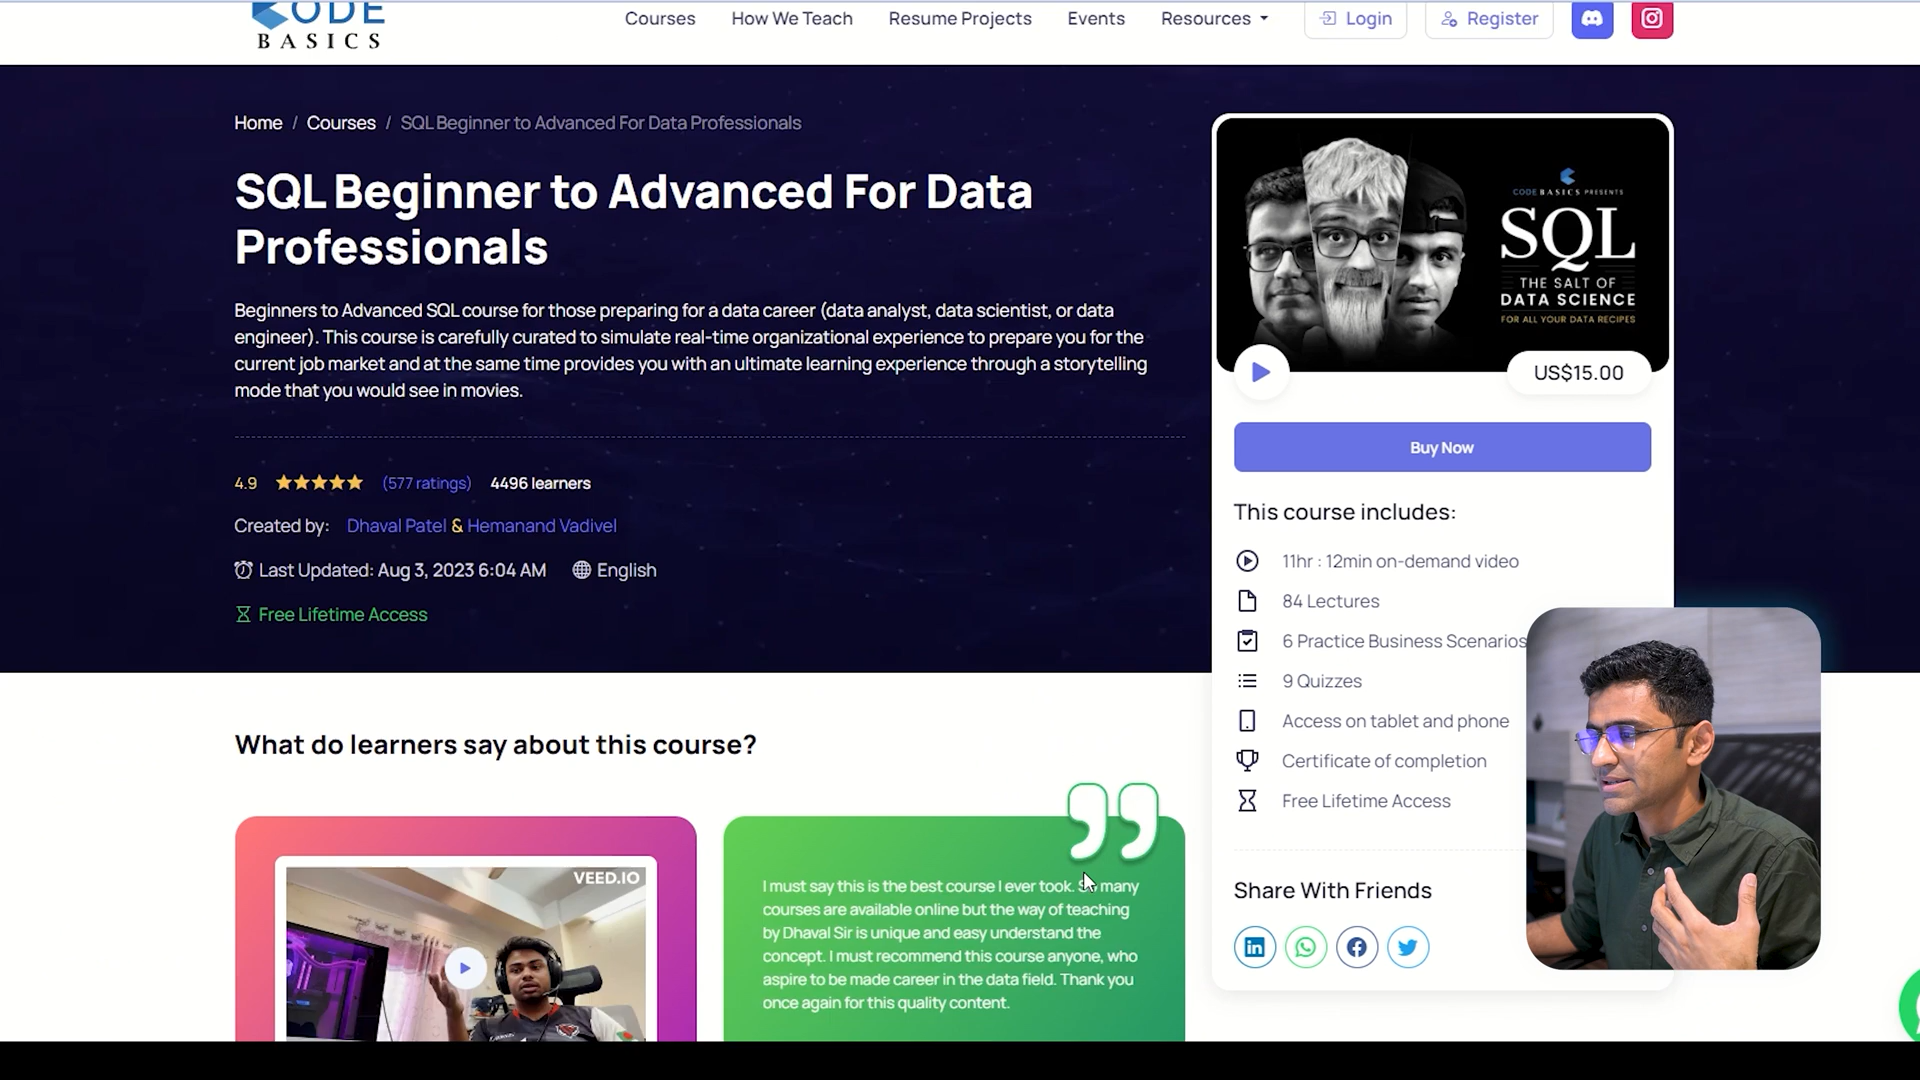 CODE
BASICS
Courses
How We Teach
Resume Projects
Events
Resources
Login
Register
Home / Courses / SQL Beginner to Advanced For Data Professionals
SQL Beginner to Advanced For Data
Professionals
Beginners to Advanced SQL course for those preparing for a data career (data analyst, data scientist, or data
engineer). This course is carefully curated to simulate real-time organizational experience to prepare you for the
current job market and at the same time provides you with an ultimate learning experience through a storytelling
mode that you would see in movies.
4.9 (577 ratings) 4496 learners
Created by: Dhaval Patel & Hemanand Vadivel
Last Updated: Aug 3, 2023 6:04 AM English
Free Lifetime Access
CODE BASICS PRESENTS
SQL
THE SALT OF
DATA SCIENCE
FOR ALL YOUR DATA RECIPES
US$15.00
Buy Now
This course includes:
11hr : 12min on-demand video
84 Lectures
6 Practice Business Scenarios
9 Quizzes
Access on tablet and phone
Certificate of completion
Free Lifetime Access
Share With Friends
What do learners say about this course?
VEED.IO
I must say this is the best course I ever took. So many
courses are available online but the way of teaching
by Dhaval Sir is unique and easy understand the
concept. I must recommend this course anyone, who
aspire to be made career in the data field. Thank you
once again for this quality content.